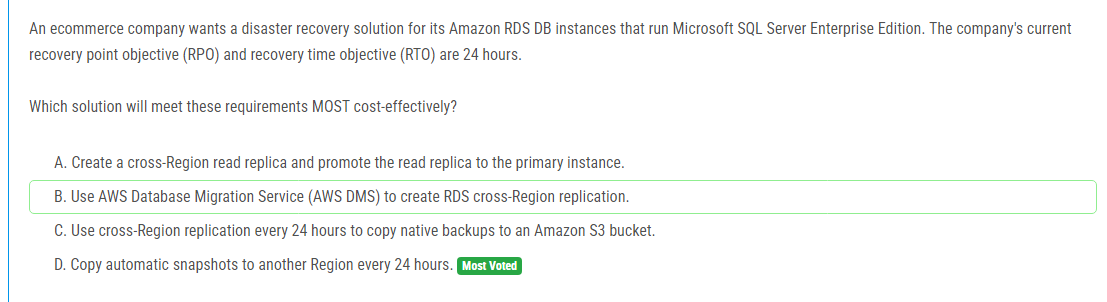 An ecommerce company wants a disaster recovery solution for its Amazon RDS DB instances that run Microsoft SQL Server Enterprise Edition. The company's current
recovery point objective (RPO) and recovery time objective (RTO) are 24 hours.
Which solution will meet these requirements MOST cost-effectively?
A. Create a cross-Region read replica and promote the read replica to the primary instance.
B. Use AWS Database Migration Service (AWS DMS) to create RDS cross-Region replication.
C. Use cross-Region replication every 24 hours to copy native backups to an Amazon S3 bucket.
D. Copy automatic snapshots to another Region every 24 hours. Most Voted